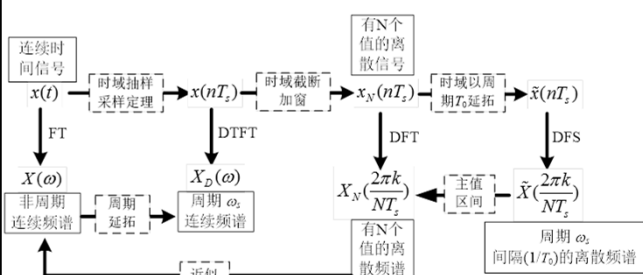 连续时
间信号
有N个
值的离
散信号
x(t)
时域抽样
采样定理
x(nTₛ)
时域截断
加窗
x_N(nTₛ)
时域以周
期T₀延拓
x̃(nTₛ)
FT
DTFT
DFT
DFS
X(ω)
X_D(ω)
X_N(2πk/NTₛ)
主值
区间
X̃(2πk/NTₛ)
非周期
连续频谱
周期
延拓
周期 ωₛ
连续频谱
有N个
值的离
散频谱
周期 ωₛ
间隔(1/T₀)的离散频谱
近似